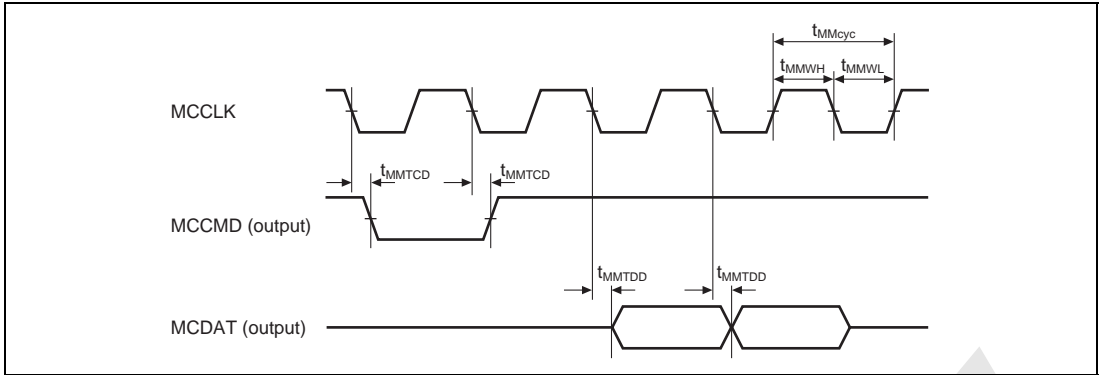 tMMcyc
tMMWH tMMWL
MCCLK
tMMTCD tMMTCD
MCCMD (output)
tMMTDD tMMTDD
MCDAT (output)